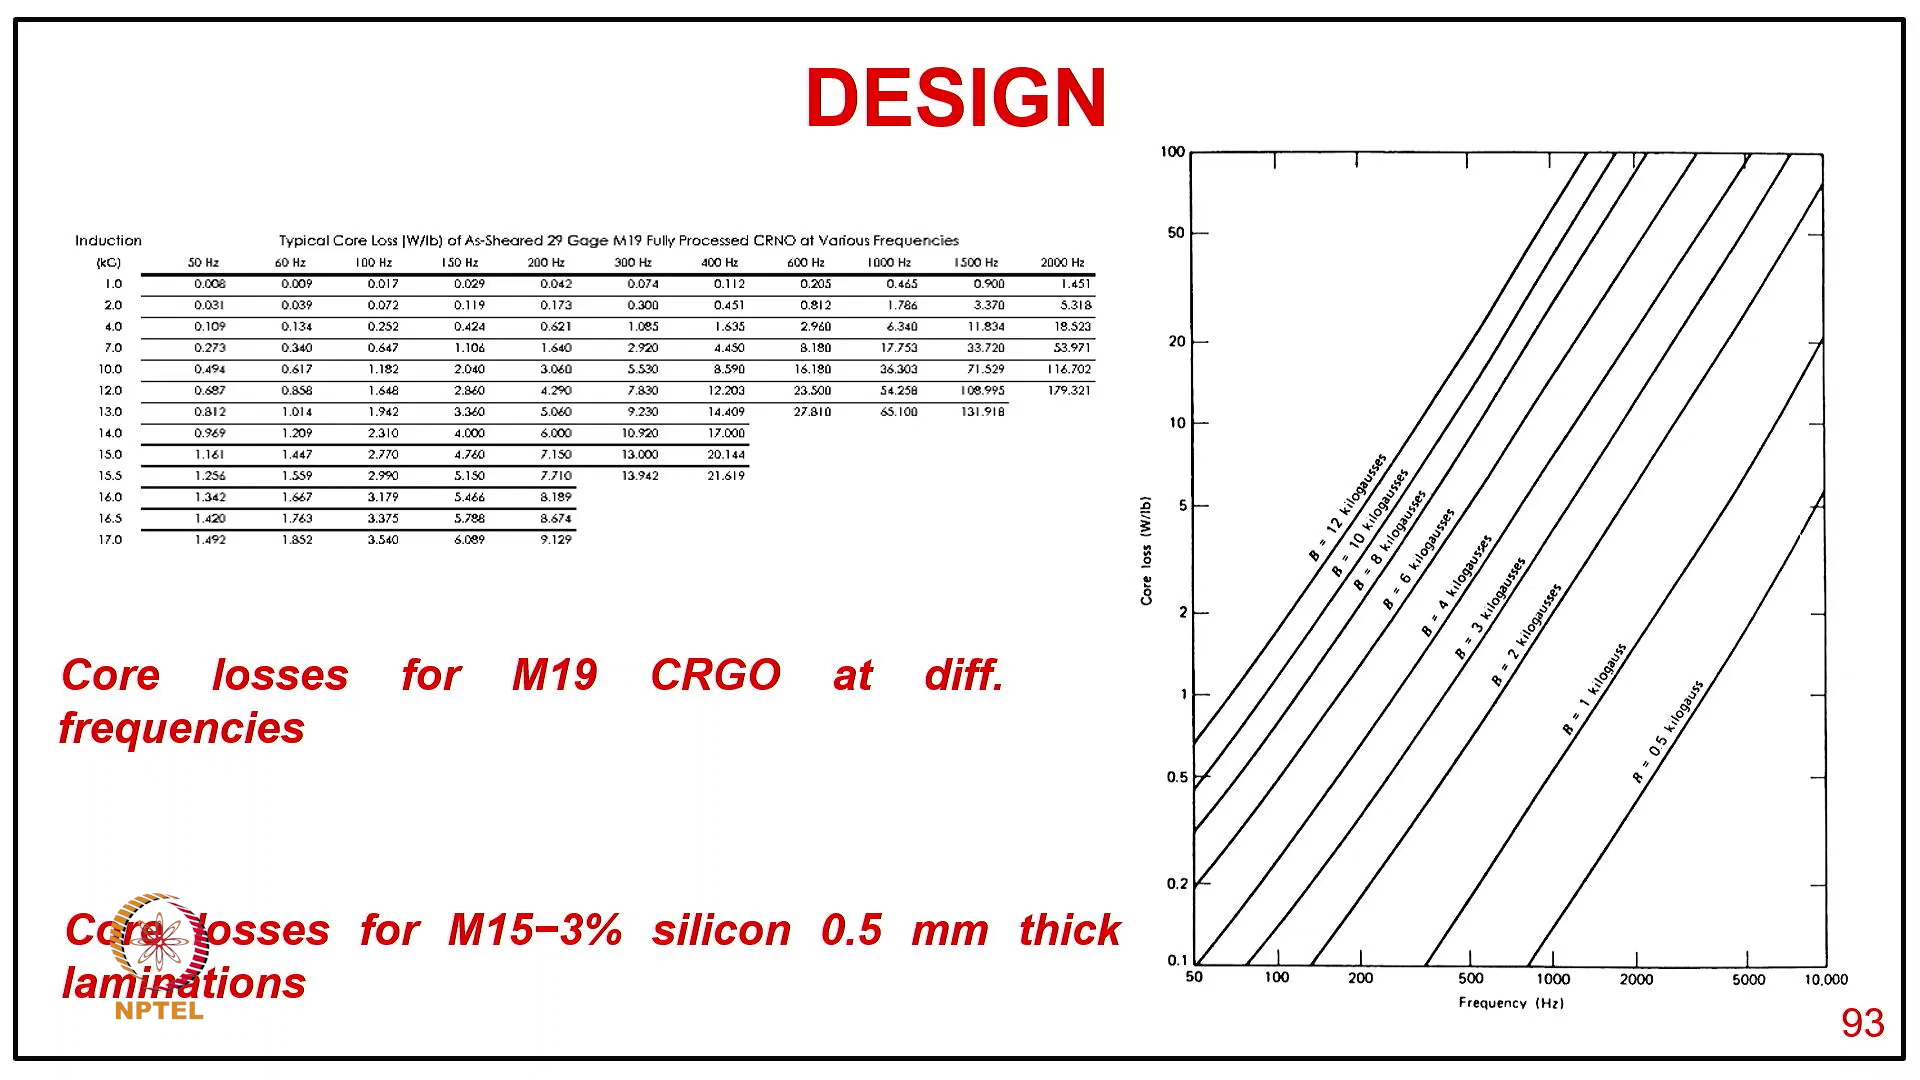 DESIGN
Induction Typical Core Loss (W/lb) of As-Sheared 29 Gage M19 Fully Processed CRNO at Various Frequencies
(kG) 50 Hz 60 Hz 100 Hz 150 Hz 200 Hz 300 Hz 400 Hz 600 Hz 1000 Hz 1500 Hz 2000 Hz
1.0 0.008 0.009 0.017 0.029 0.042 0.074 0.112 0.205 0.465 0.900 1.451
2.0 0.031 0.039 0.072 0.119 0.173 0.300 0.451 0.812 1.786 3.370 5.318
4.0 0.109 0.134 0.252 0.424 0.621 1.085 1.635 2.960 6.340 11.834 18.523
7.0 0.273 0.340 0.647 1.106 1.640 2.920 4.450 8.180 17.753 33.720 53.971
10.0 0.494 0.617 1.182 2.040 3.060 5.530 8.590 16.180 36.303 71.529 116.702
12.0 0.687 0.858 1.648 2.860 4.290 7.830 12.203 23.500 54.258 108.995 179.321
13.0 0.812 1.014 1.942 3.360 5.060 9.230 14.409 27.810 65.100 131.918
14.0 0.969 1.209 2.310 4.000 6.000 10.920 17.000
15.0 1.161 1.447 2.770 4.760 7.150 13.000 20.144
15.5 1.256 1.559 2.990 5.150 7.710 13.942 21.619
16.0 1.342 1.667 3.179 5.466 8.189
16.5 1.420 1.763 3.375 5.788 8.674
17.0 1.492 1.852 3.540 6.089 9.129
Core losses for M19 CRGO at diff.
frequencies
Core losses for M15−3% silicon 0.5 mm thick
laminations
NPTEL
100
50
20
10
5
2
1
0.5
0.2
0.1
Core loss (W/lb)
B = 12 kilogausses
B = 10 kilogausses
B = 8 kilogausses
B = 6 kilogausses
B = 4 kilogausses
B = 3 kilogausses
B = 2 kilogausses
B = 1 kilogauss
B = 0.5 kilogauss
50 100 200 500 1000 2000 5000 10,000
Frequency (Hz)
93